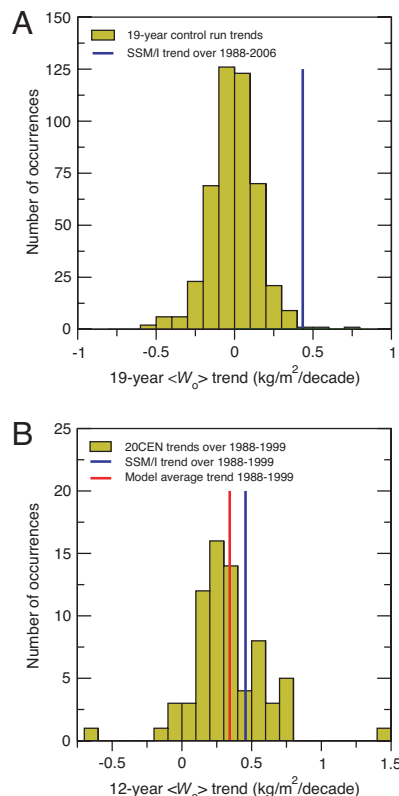 A
19-year control run trends
SSM/I trend over 1988-2006
Number of occurrences
150
125
100
75
50
25
0
-1
-0.5
0
0.5
1
19-year <W₀> trend (kg/m²/decade)
B
20CEN trends over 1988-1999
SSM/I trend over 1988-1999
Model average trend 1988-1999
Number of occurrences
25
20
15
10
5
0
-0.5
0
0.5
1
1.5
12-year <W₀> trend (kg/m²/decade)